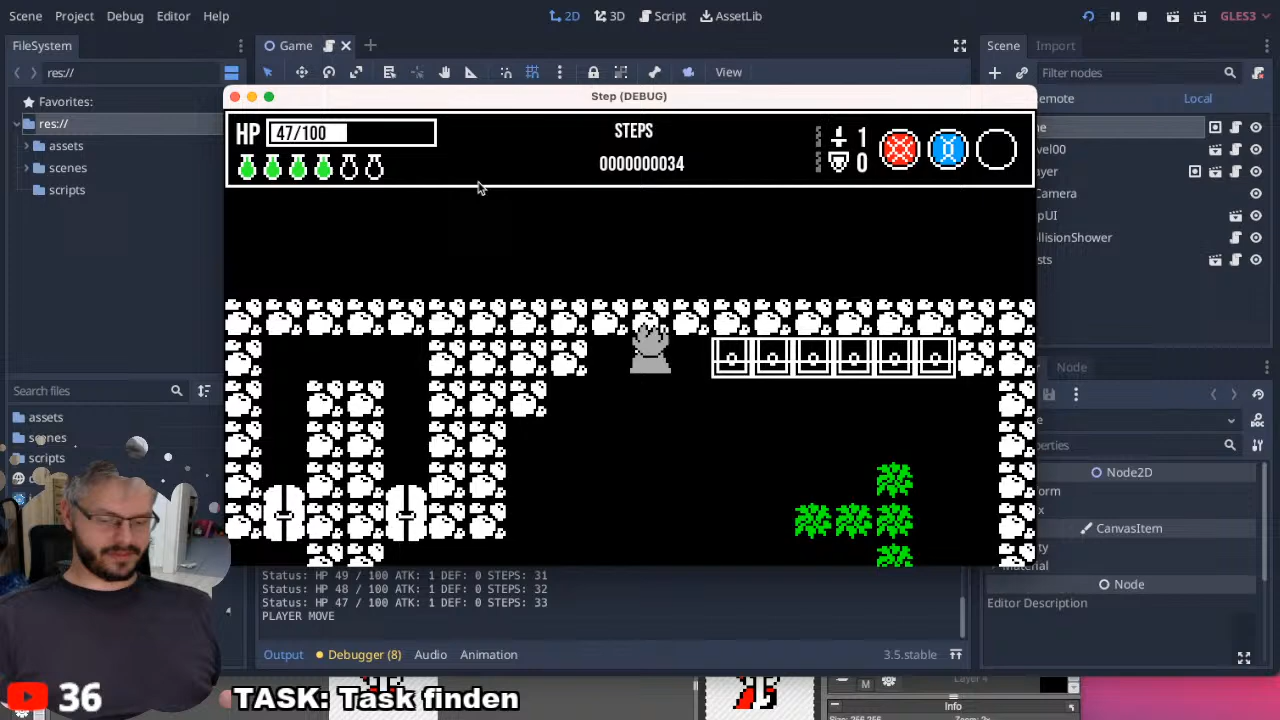 Scene Project Debug Editor Help
2D 3D Script AssetLib
GLES3
FileSystem
Game
Scene Import
res://
View
Filter nodes
Favorites:
res://
assets
scenes
scripts
Step (DEBUG)
emote Local
HP 47/100
STEPS
0000000034
1
0
Search files
assets
scenes
scripts
Node
Node2D
CanvasItem
Node
Editor Description
Status: HP 49 / 100 ATK: 1 DEF: 0 STEPS: 31
Status: HP 48 / 100 ATK: 1 DEF: 0 STEPS: 32
Status: HP 47 / 100 ATK: 1 DEF: 0 STEPS: 33
PLAYER MOVE
Output Debugger (8) Audio Animation
3.5.stable
36
TASK: Task finden
M
Info